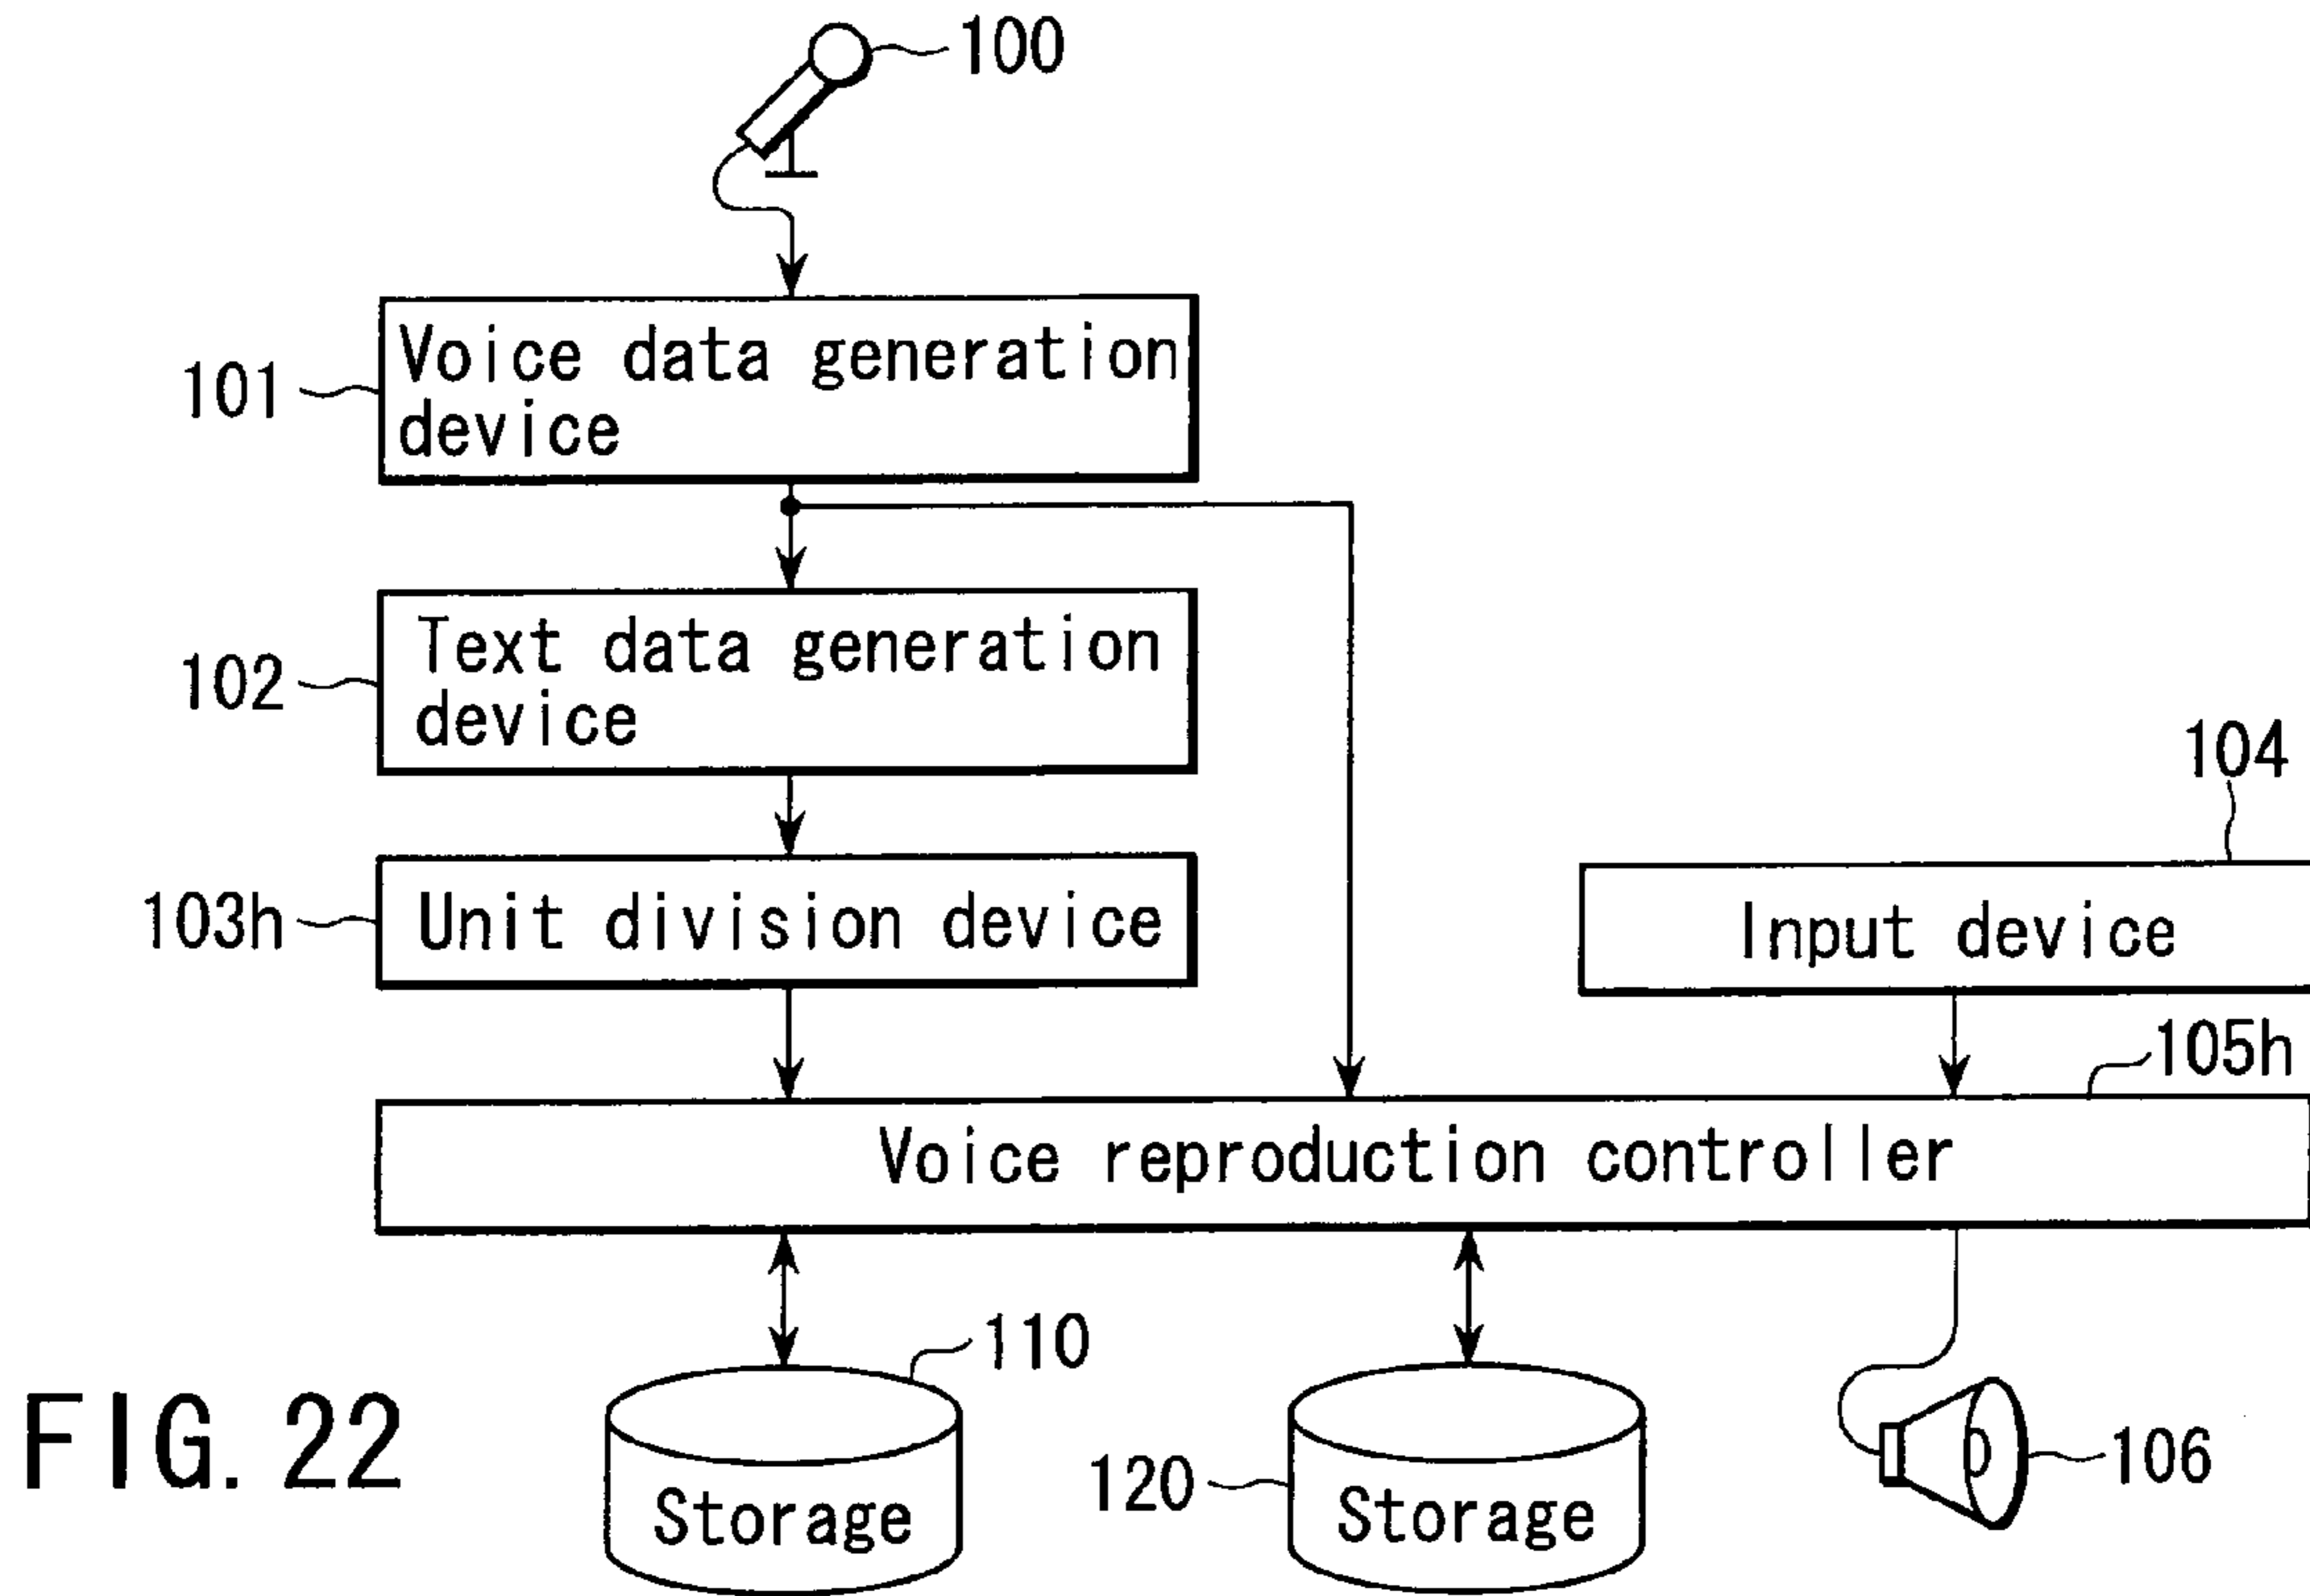 100
101
Voice data generation
device
102
Text data generation
device
104
103h
Unit division device
Input device
105h
Voice reproduction controller
110
FIG. 22
Storage
120
Storage
106